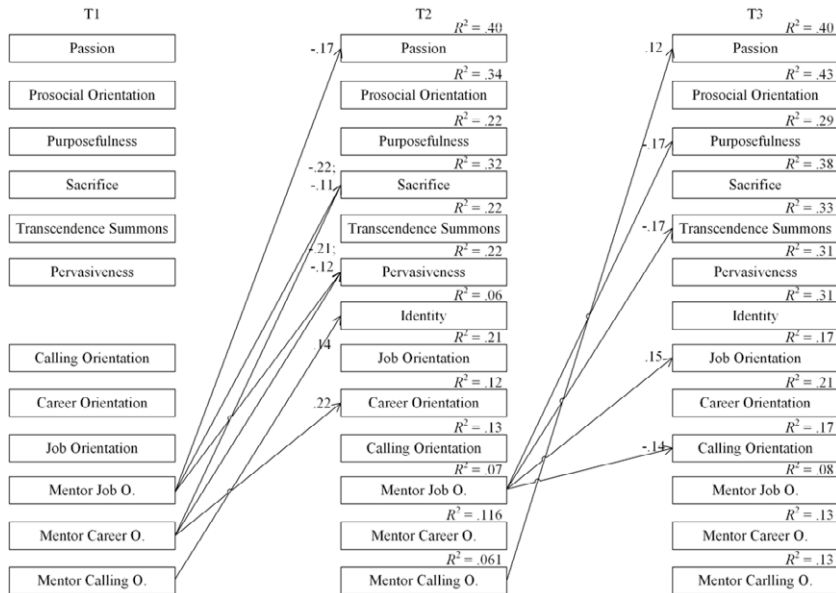 T1 T2 T3
R² = .40 R² = .40
Passion -.17 Passion .12 Passion
R² = .34 R² = .43
Prosocial Orientation Prosocial Orientation Prosocial Orientation
R² = .22 R² = .29
Purposefulness Purposefulness -.17 Purposefulness
-.22; R² = .32 R² = .38
Sacrifice -.11 Sacrifice Sacrifice
R² = .22 R² = .33
Transcendence Summons Transcendence Summons -.17 Transcendence Summons
-.21; R² = .22 R² = .31
Pervasiveness -.12 Pervasiveness Pervasiveness
R² = .06 R² = .31
Identity Identity
.14 R² = .21 R² = .17
Calling Orientation Job Orientation .15 Job Orientation
R² = .12 R² = .21
Career Orientation .22 Career Orientation Career Orientation
R² = .13 R² = .17
Job Orientation Calling Orientation -.14 Calling Orientation
R² = .07 R² = .08
Mentor Job O. Mentor Job O. Mentor Job O.
R² = .116 R² = .13
Mentor Career O. Mentor Career O. Mentor Career O.
R² = .061 R² = .13
Mentor Calling O. Mentor Calling O. Mentor Carlling O.